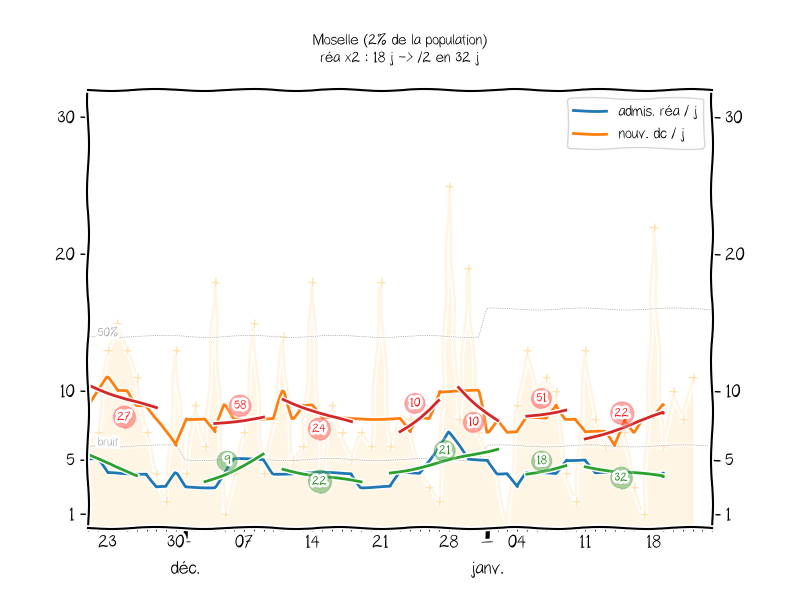 Moselle (2% de la population)
réa x2 : 18 j -> /2 en 32 j
admis. réa / j
nouv. dc / j
30 30
20 20
50%
10 10
10
51
58
22
27
10
24
bruit
21
5 5
9
18
22
32
1 1
23 30 07 14 21 28 04 11 18
déc. janv.